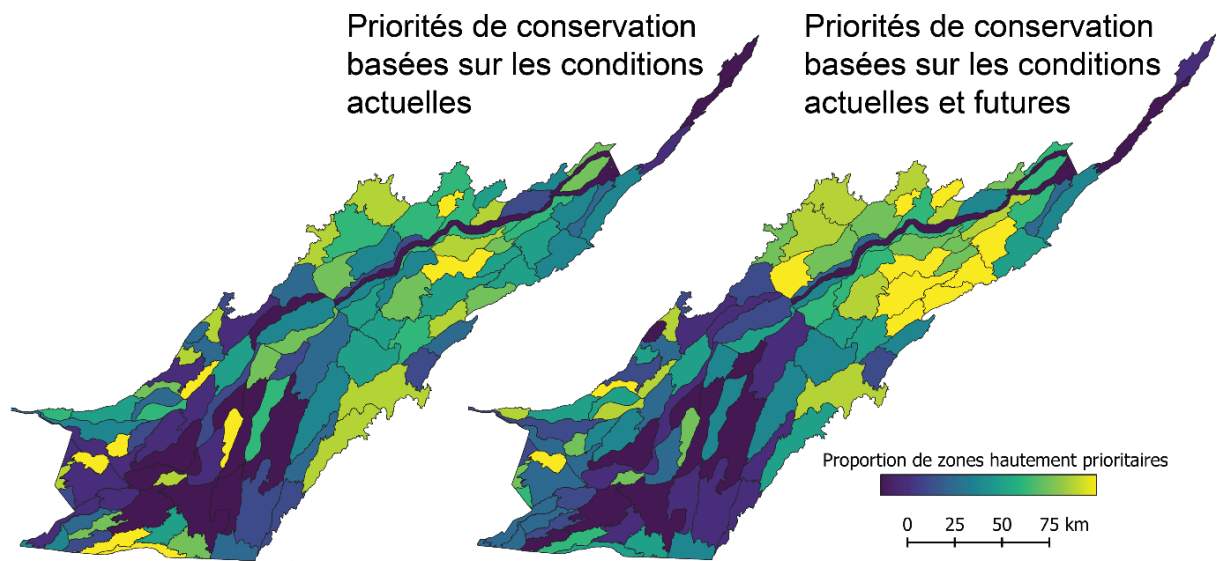 Priorités de conservation
basées sur les conditions
actuelles
Priorités de conservation
basées sur les conditions
actuelles et futures
Proportion de zones hautement prioritaires
0 25 50 75 km